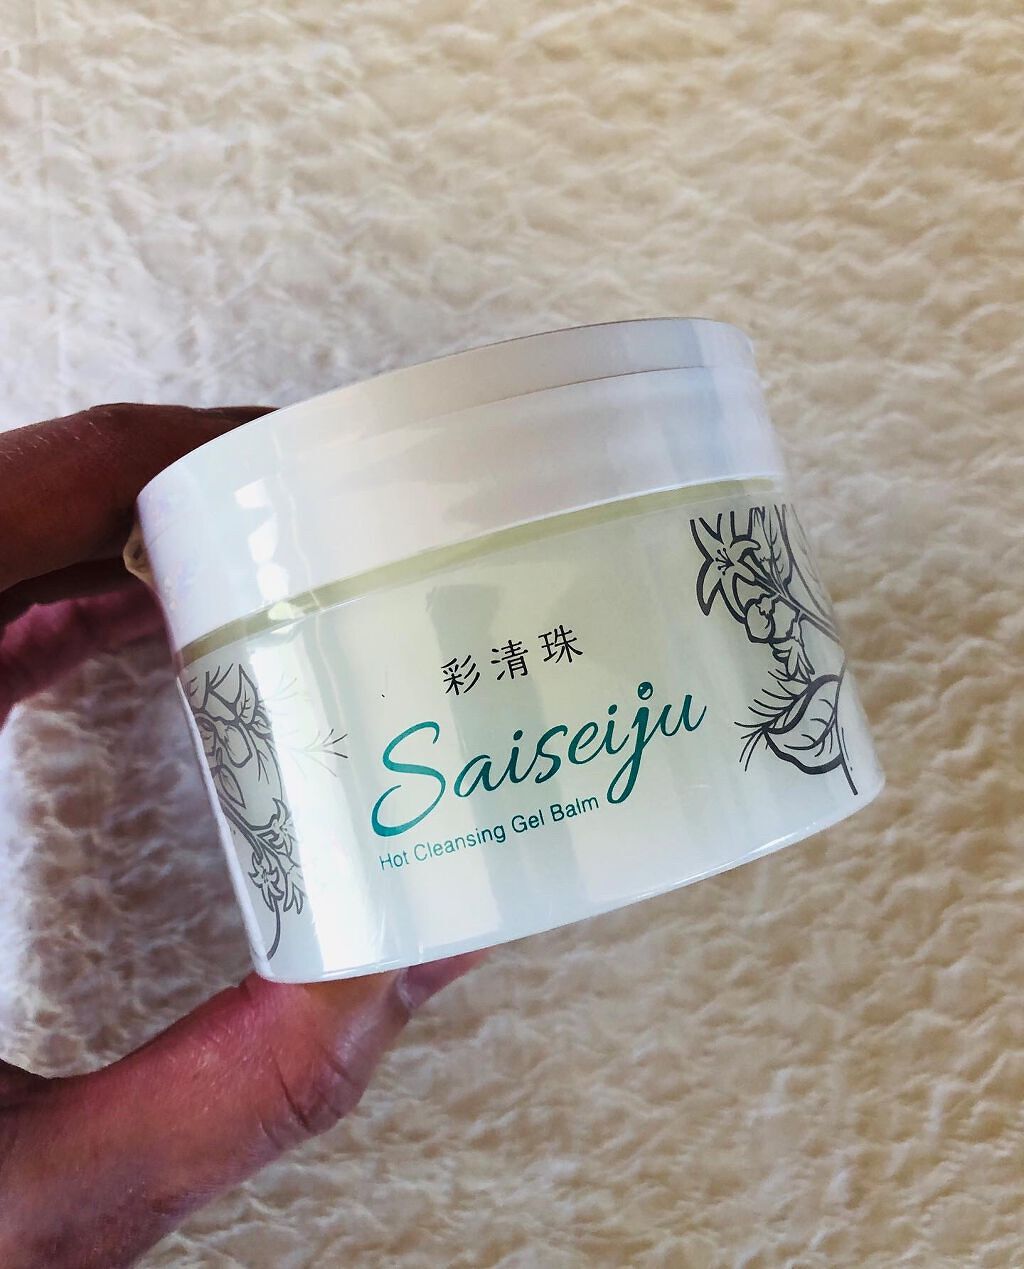 彩清珠
Saiseiju
Hot Cleansing Gel Balm